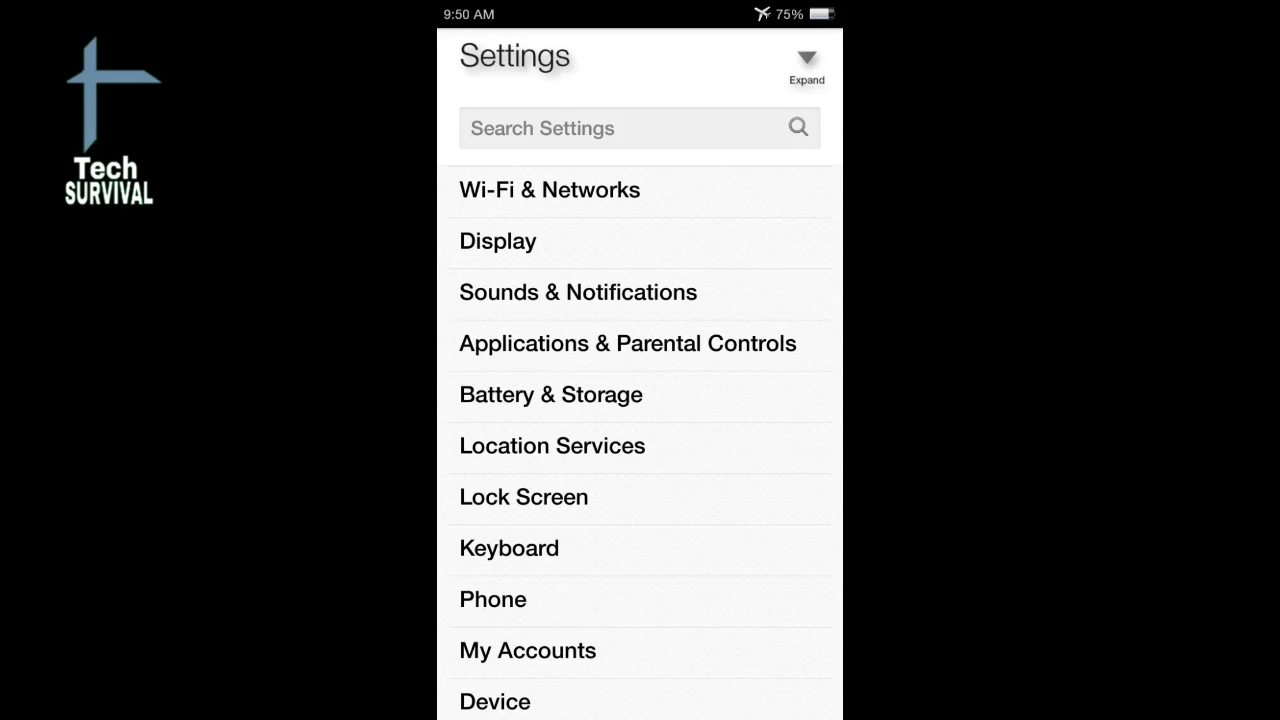 9:50 AM
75%
Settings
Expand
Search Settings
Tech
SURVIVAL
Wi-Fi & Networks
Display
Sounds & Notifications
Applications & Parental Controls
Battery & Storage
Location Services
Lock Screen
Keyboard
Phone
My Accounts
Device